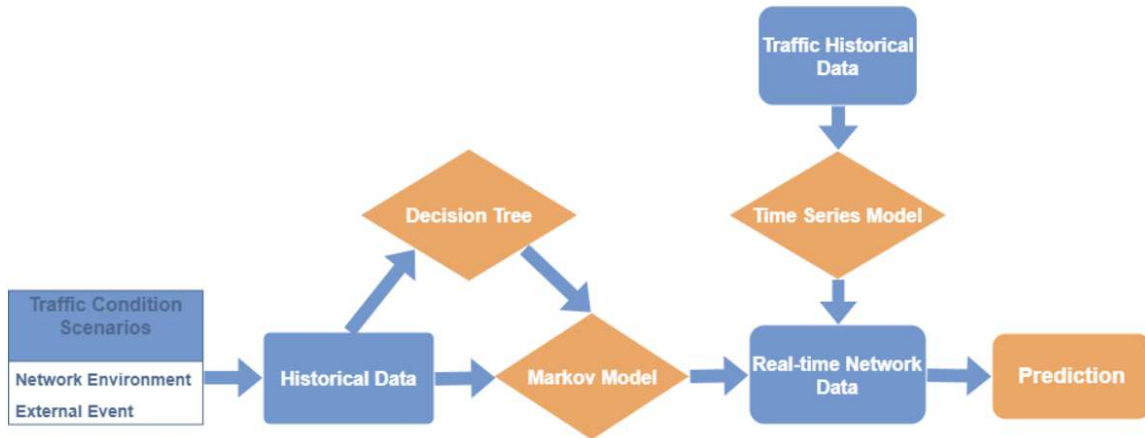 Traffic Historical
Data
Decision Tree
Time Series Model
Traffic Condition
Scenarios
Network Environment
External Event
Historical Data
Markov Model
Real-time Network
Data
Prediction